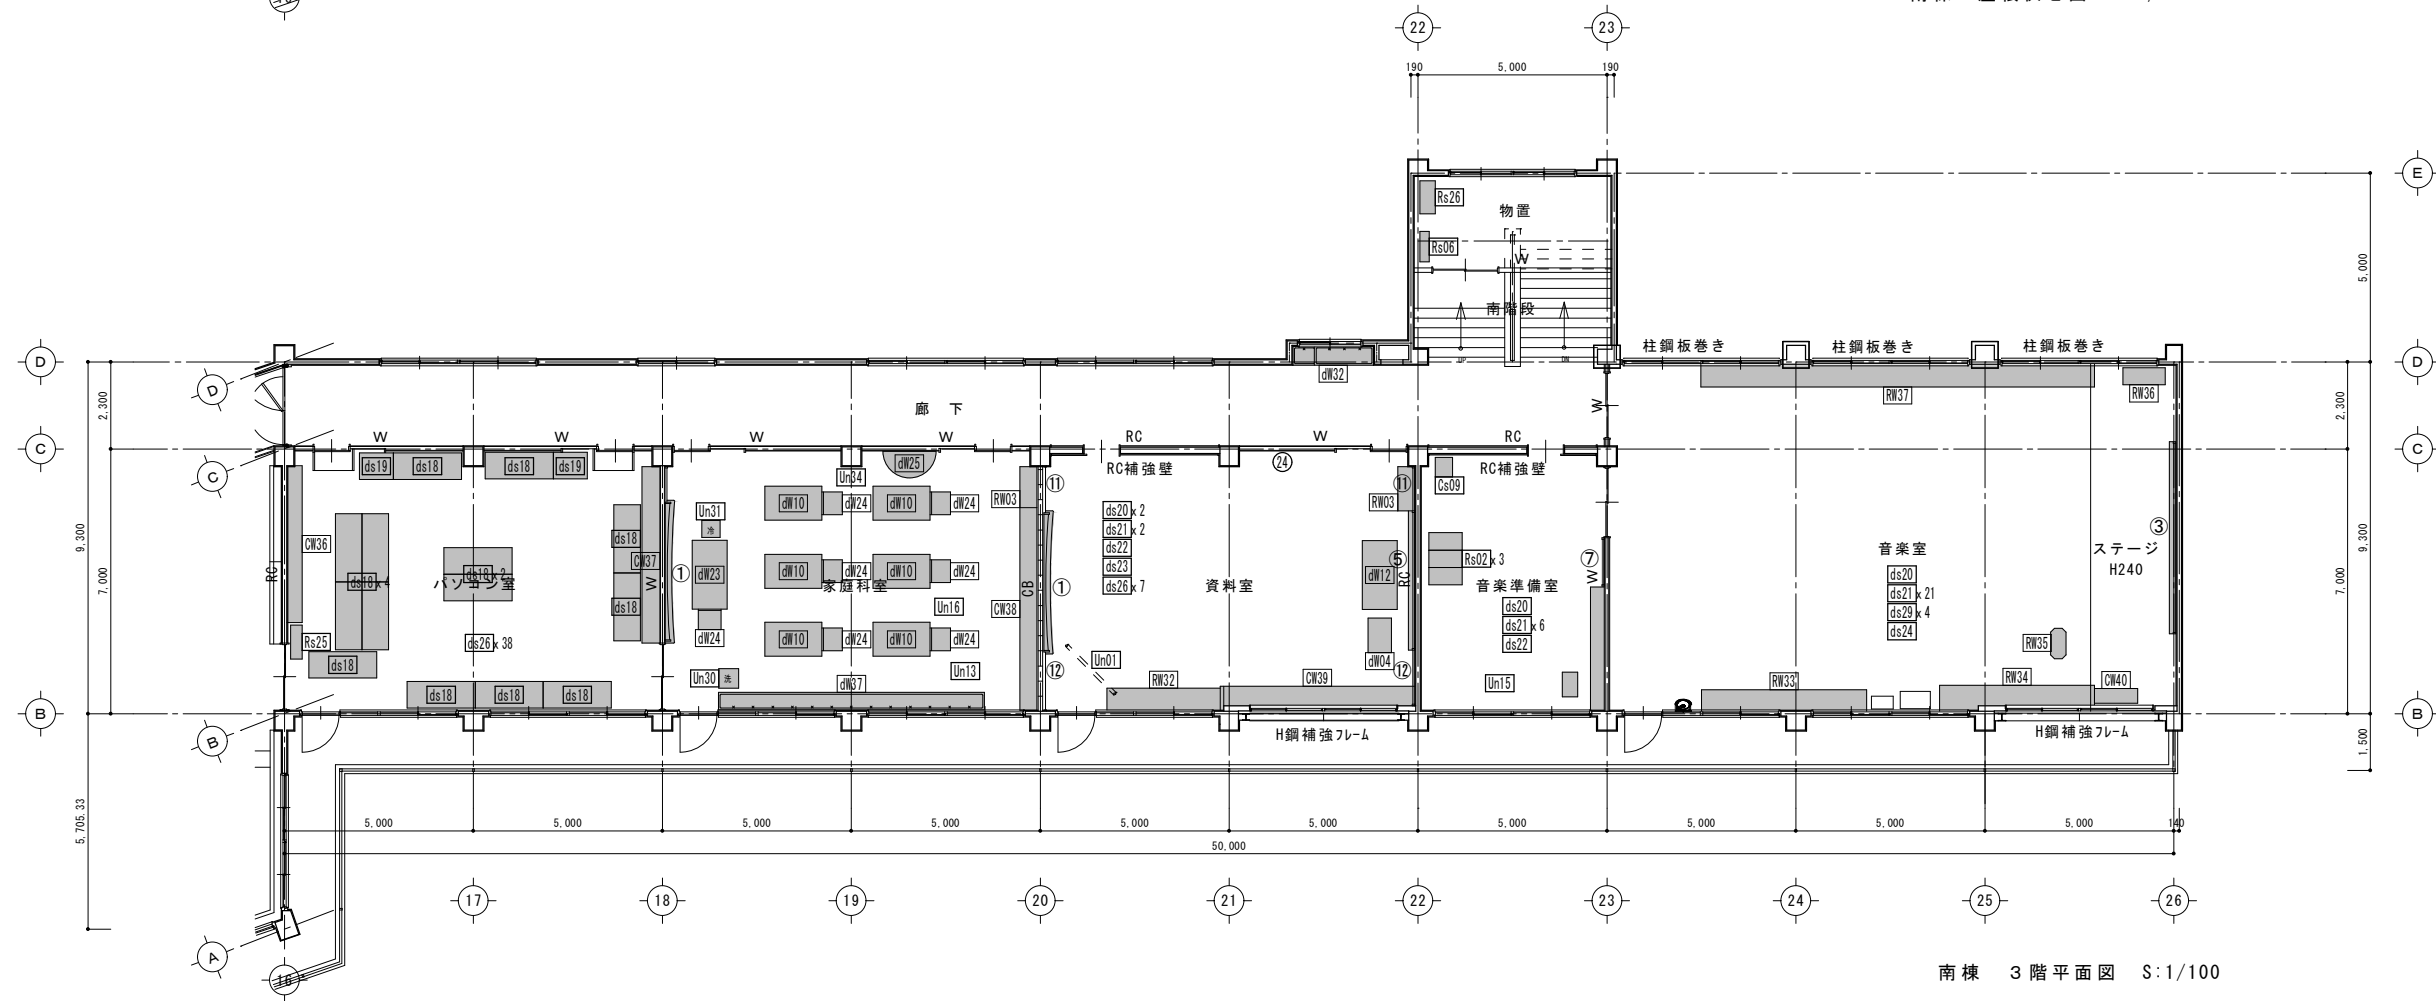 22
23
190
5,000
190
E
Rs26
物置
Rs06
W
5,000
南階段
UP
DN
柱鋼板巻き
柱鋼板巻き
柱鋼板巻き
D
D
D
dW32
RW37
RW36
2,300
廊 下
W
2,300
W
W
W
W
RC
W
RC
C
C
C
ds19
ds18
ds18
ds19
dW25
Un34
RC補強壁
24
RC補強壁
Cs09
RW03
11
RW03
11
dW10
dW24
dW10
dW24
Un31
冷
ds20 x 2
ds21 x 2
ds22
ds23
ds26 x 7
CW36
ds18
CW37
9,300
7,000
RC
ds18 x 4
ds18 x 2
パソコン室
W
1
dW23
dW10
dW24
dW10
dW24
家庭科室
CB
1
資料室
5
dW12
RC
Rs02 x 3
7
W
音楽準備室
音楽室
3
ステージ
H240
9,300
7,000
ds18
Un16
CW38
ds20
ds21 x 6
ds22
ds20
ds21 x 21
ds29 x 4
ds24
Rs25
ds26 x 38
dW24
dW10
dW24
dW10
dW24
RW35
ds18
Un30
洗
Un13
12
Un01
dW04
12
ds18
ds18
ds18
dW37
RW32
CW39
Un15
RW33
RW34
CW40
B
B
B
H鋼補強フレーム
H鋼補強フレーム
1,500
5,705.33
5,000
5,000
5,000
5,000
5,000
5,000
5,000
5,000
5,000
5,000
140
50,000
17
18
19
20
21
22
23
24
25
26
A
16
南棟 3階平面図 S:1/100